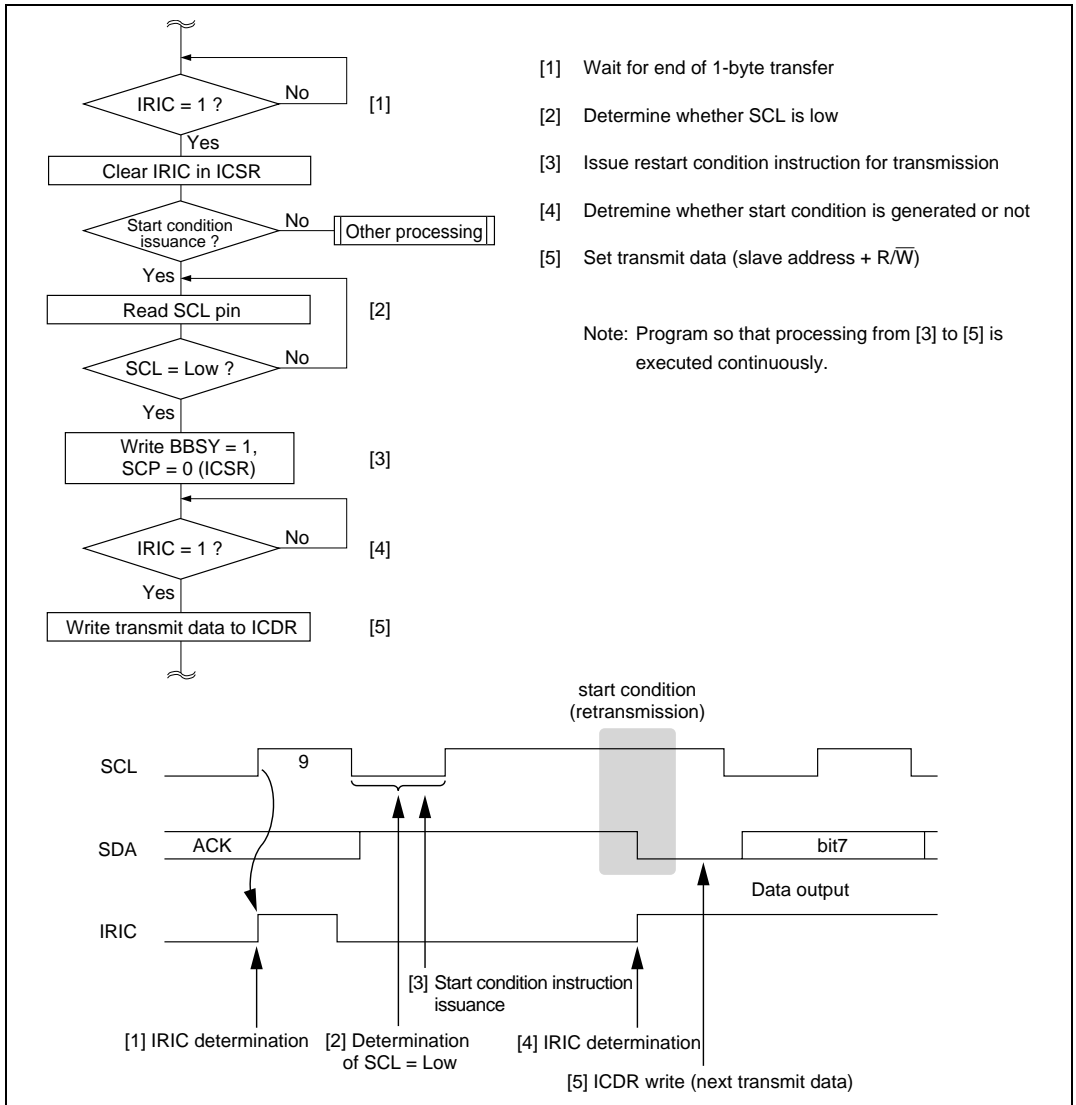 IRIC = 1 ?
No
[1]
Yes
Clear IRIC in ICSR
Start condition
issuance ?
No
Other processing
Yes
Read SCL pin
[2]
SCL = Low ?
No
Yes
Write BBSY = 1,
SCP = 0 (ICSR)
[3]
IRIC = 1 ?
No
[4]
Yes
Write transmit data to ICDR
[5]
[1] Wait for end of 1-byte transfer
[2] Determine whether SCL is low
[3] Issue restart condition instruction for transmission
[4] Detremine whether start condition is generated or not
[5] Set transmit data (slave address + R/W̅)
Note: Program so that processing from [3] to [5] is
executed continuously.
start condition
(retransmission)
SCL
9
SDA
ACK
bit7
Data output
IRIC
[3] Start condition instruction
issuance
[1] IRIC determination
[2] Determination
of SCL = Low
[4] IRIC determination
[5] ICDR write (next transmit data)